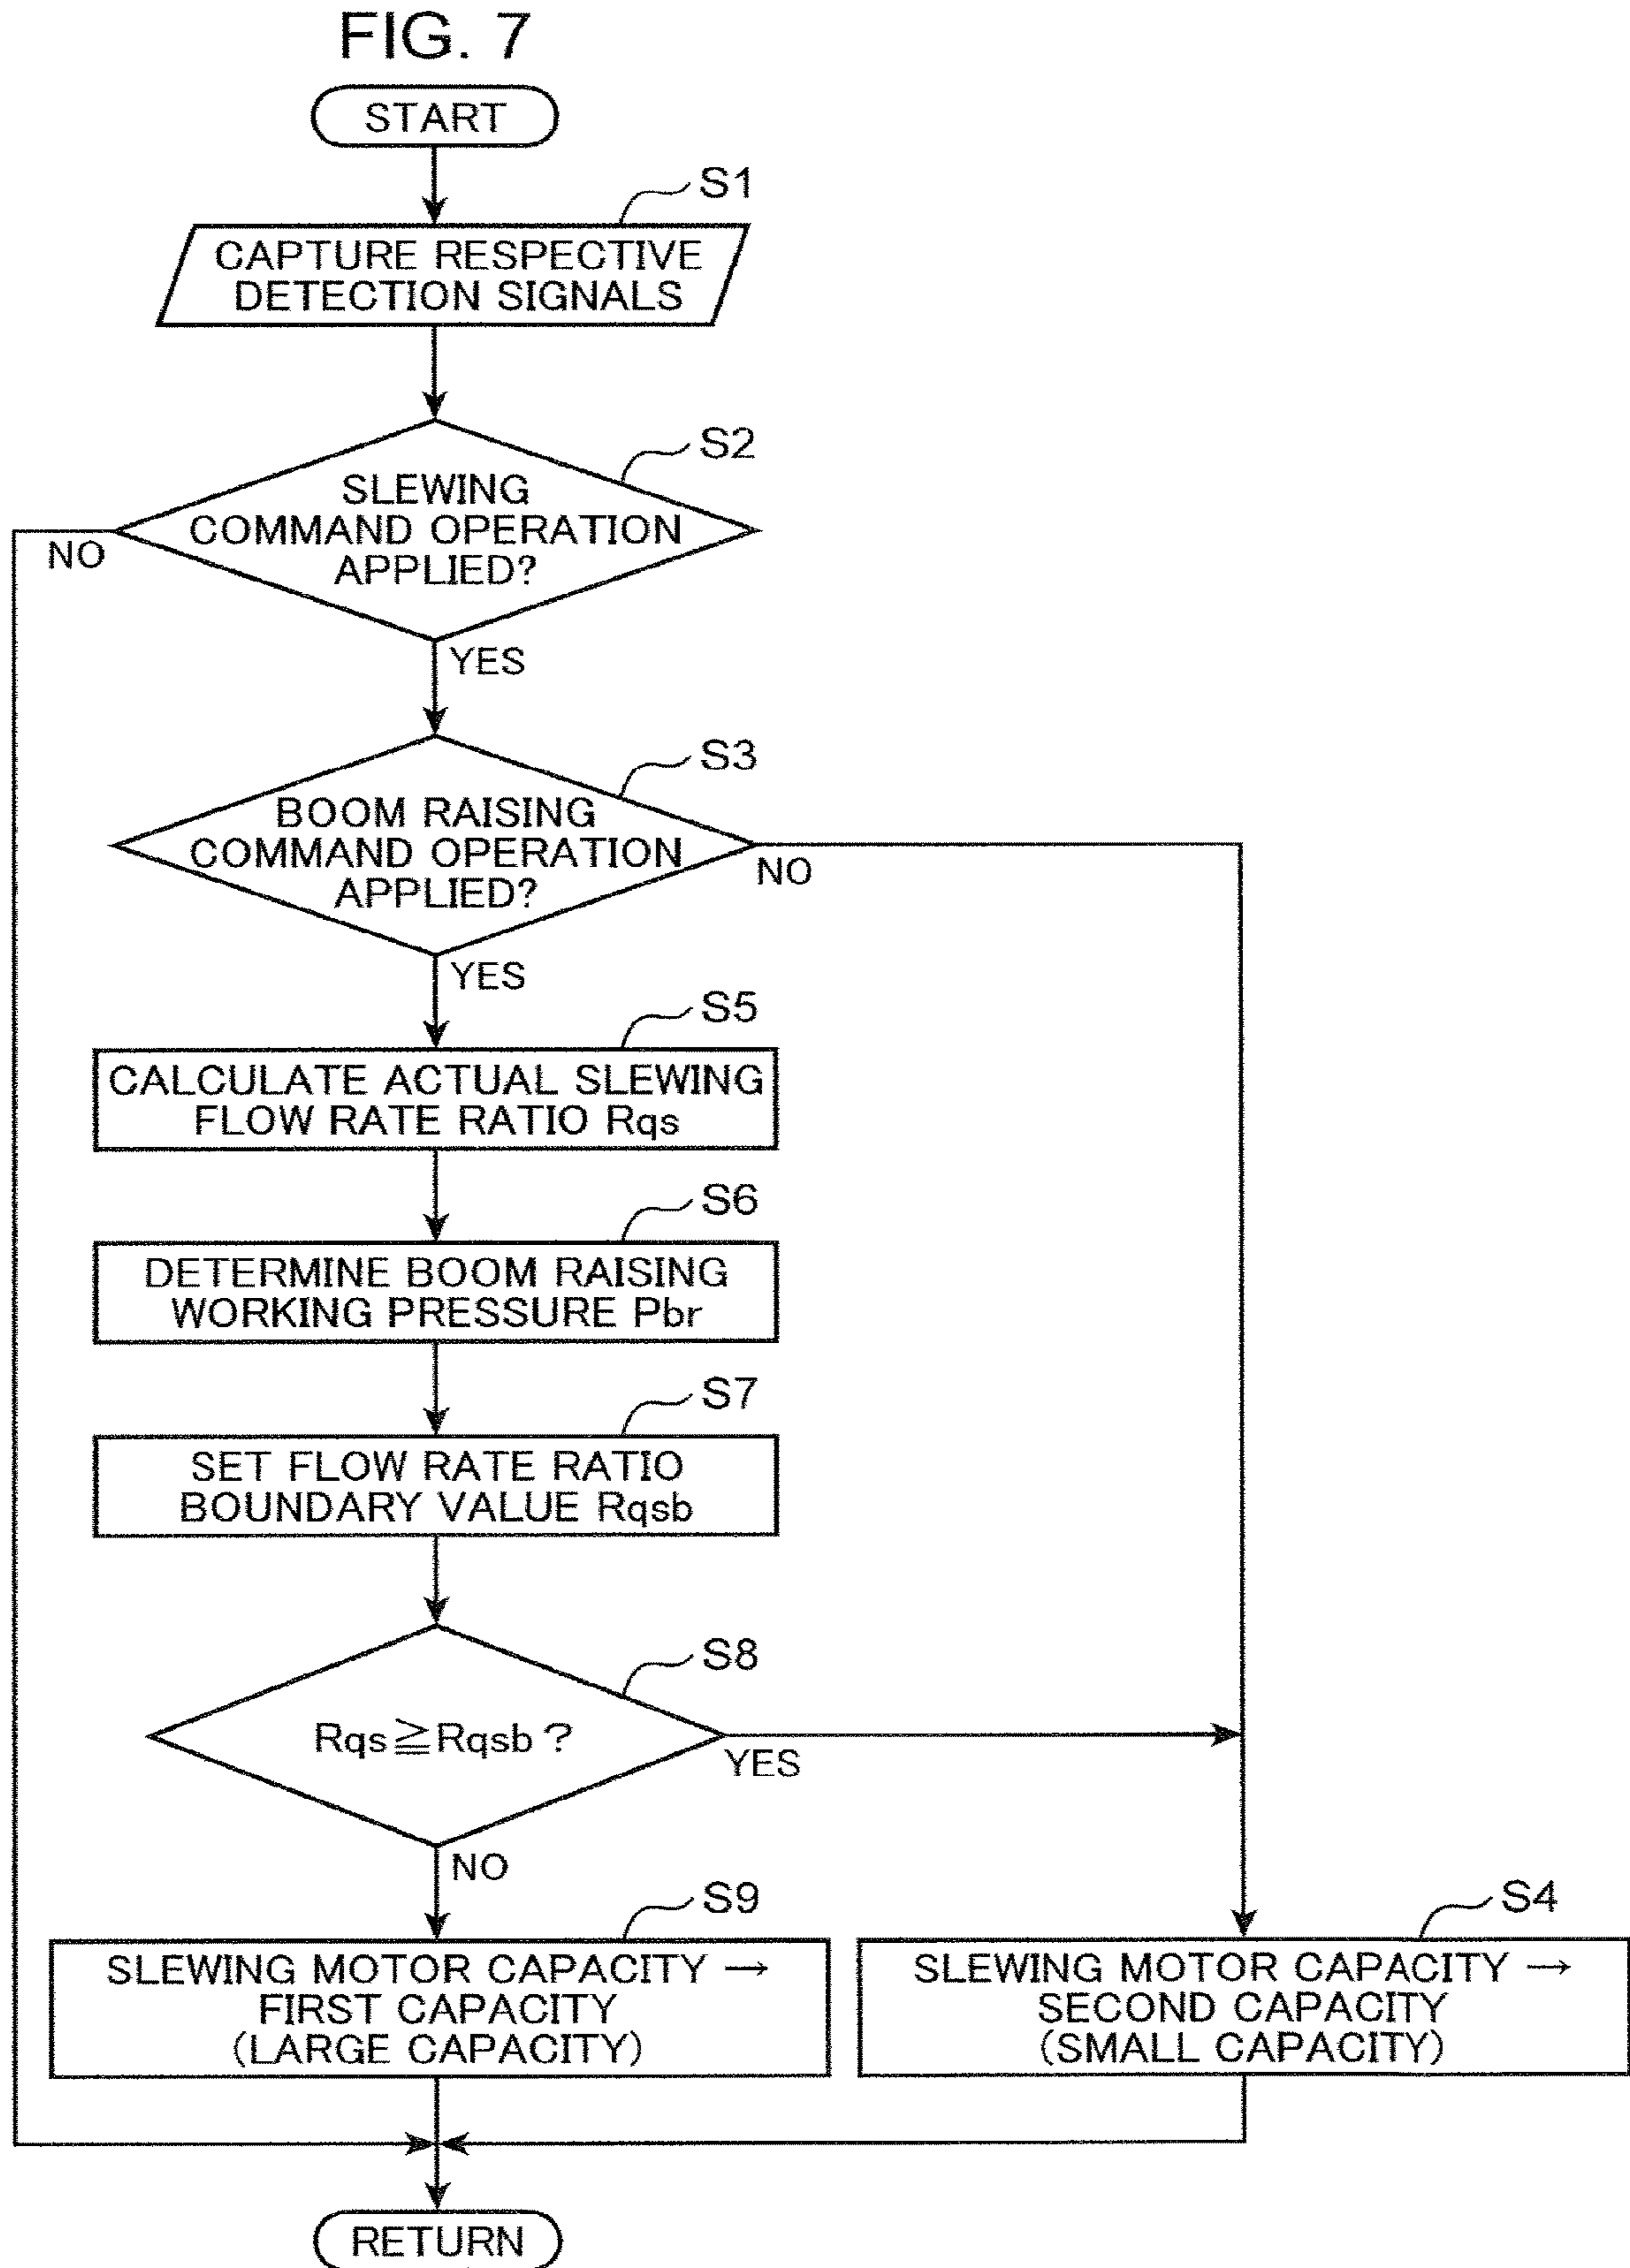 FIG. 7
START
S1
CAPTURE RESPECTIVE
DETECTION SIGNALS
S2
SLEWING
COMMAND OPERATION
APPLIED?
NO
YES
S3
BOOM RAISING
COMMAND OPERATION
APPLIED?
NO
YES
S5
CALCULATE ACTUAL SLEWING
FLOW RATE RATIO Rqs
S6
DETERMINE BOOM RAISING
WORKING PRESSURE Pbr
S7
SET FLOW RATE RATIO
BOUNDARY VALUE Rqsb
S8
Rqs≧Rqsb?
YES
NO
S9
SLEWING MOTOR CAPACITY →
FIRST CAPACITY
(LARGE CAPACITY)
S4
SLEWING MOTOR CAPACITY →
SECOND CAPACITY
(SMALL CAPACITY)
RETURN